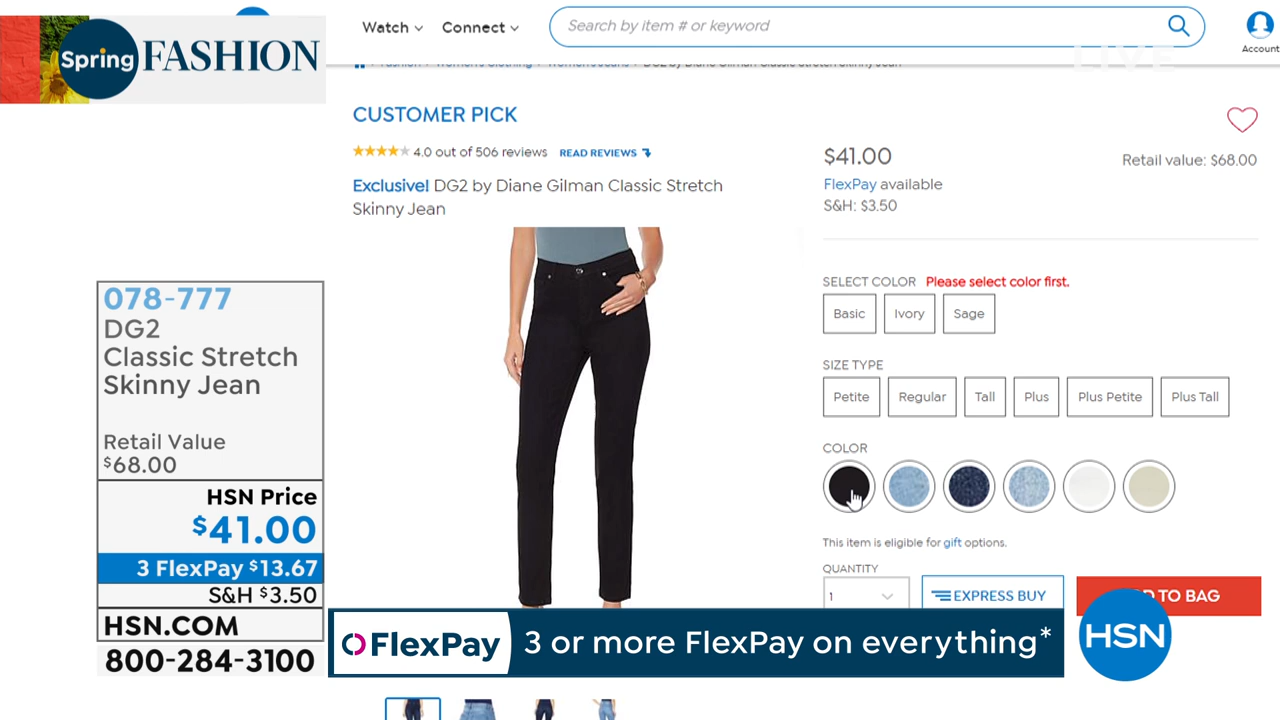 Spring FASHION
Watch
Connect
Search by item # or keyword
Account
LIVE
CUSTOMER PICK
4.0 out of 506 reviews READ REVIEWS
Exclusive! DG2 by Diane Gilman Classic Stretch
Skinny Jean
$41.00
Retail value: $68.00
FlexPay available
S&H: $3.50
SELECT COLOR Please select color first.
Basic
Ivory
Sage
SIZE TYPE
Petite
Regular
Tall
Plus
Plus Petite
Plus Tall
COLOR
This item is eligible for gift options.
QUANTITY
1
EXPRESS BUY
TO BAG
078-777
DG2
Classic Stretch
Skinny Jean
Retail Value
$68.00
HSN Price
$41.00
3 FlexPay $13.67
S&H $3.50
HSN.COM
800-284-3100
FlexPay
3 or more FlexPay on everything*
HSN